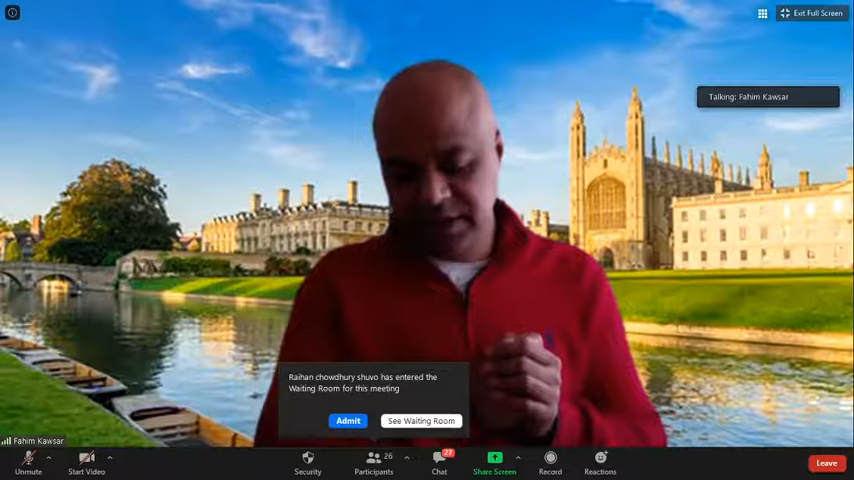 Exit Full Screen
Talking: Fahim Kawsar
Raihan chowdhury shuvo has entered the
Waiting Room for this meeting
Admit
See Waiting Room
Fahim Kawsar
26
27
Unmute
Start Video
Security
Participants
Chat
Share Screen
Record
Reactions
Leave